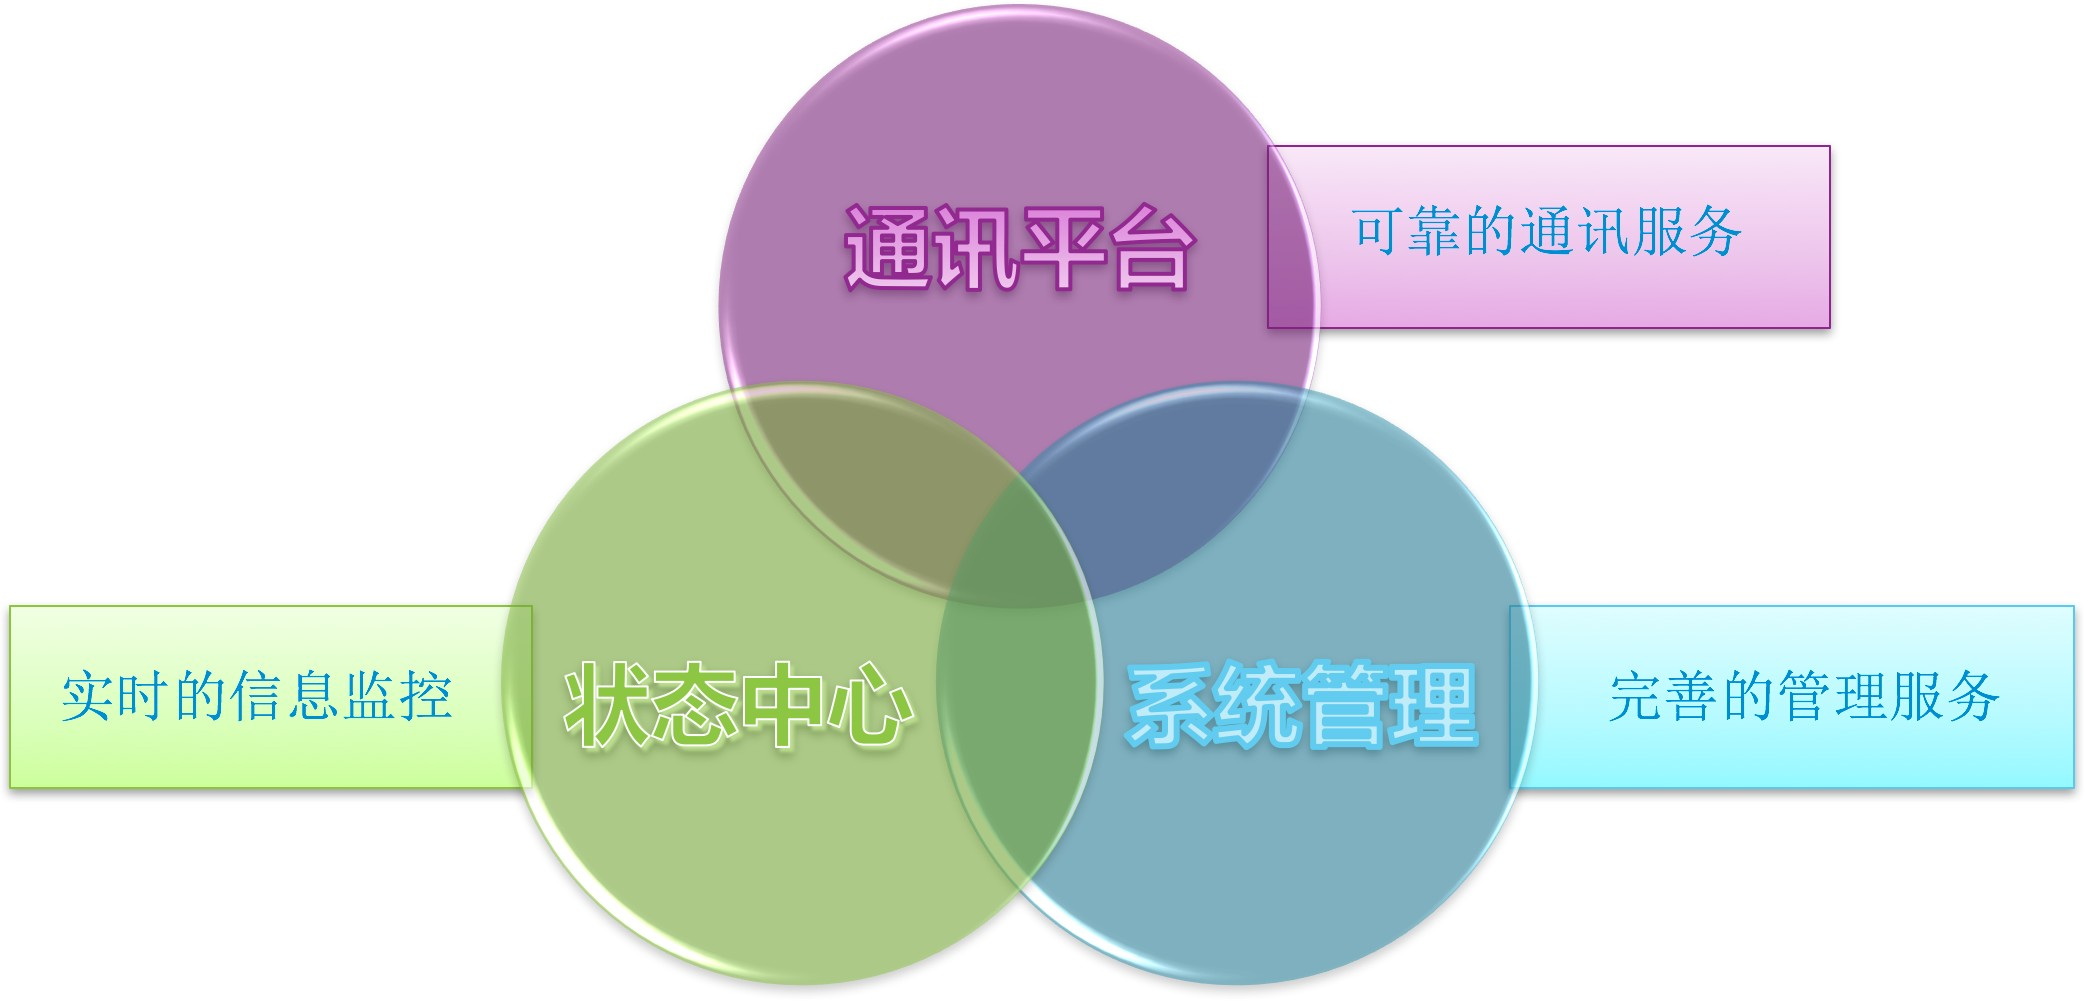 通讯平台
可靠的通讯服务
实时的信息监控
状态中心
系统管理
完善的管理服务